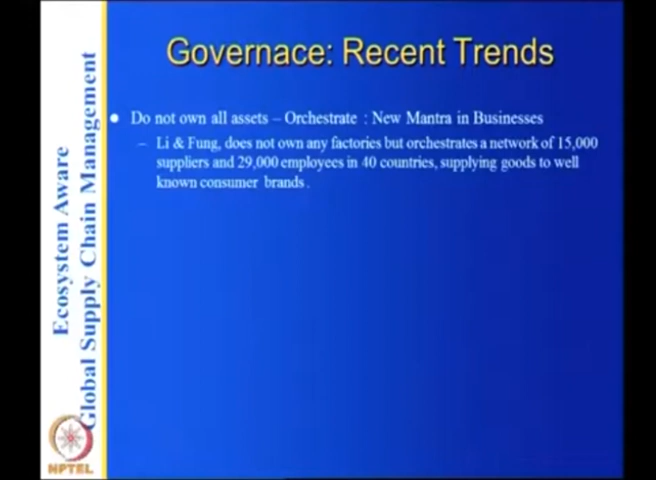 Governace: Recent Trends
Do not own all assets – Orchestrate : New Mantra in Businesses
– Li & Fung, does not own any factories but orchestrates a network of 15,000
suppliers and 29,000 employees in 40 countries, supplying goods to well
known consumer brands .
Ecosystem Aware
Global Supply Chain Management
NPTEL